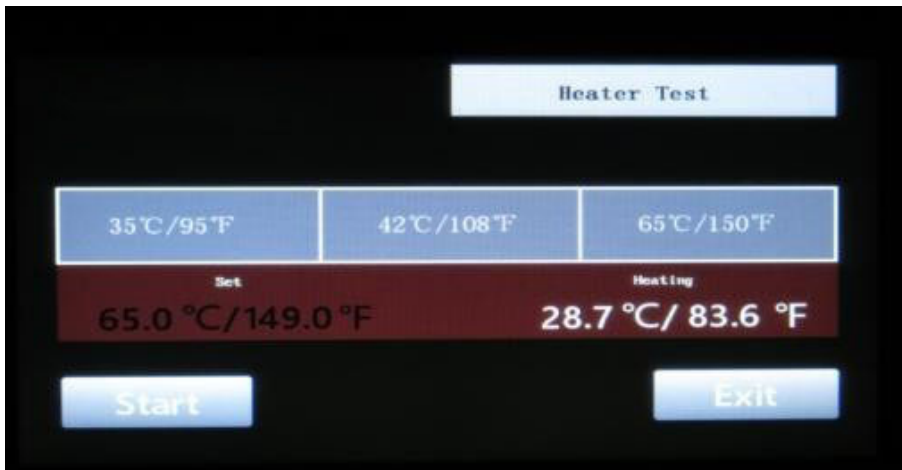 Heater Test
35℃/95℉ 42℃/108℉ 65℃/150℉
Set Heating
65.0 ℃/149.0 ℉ 28.7 ℃/ 83.6 ℉
Start Exit